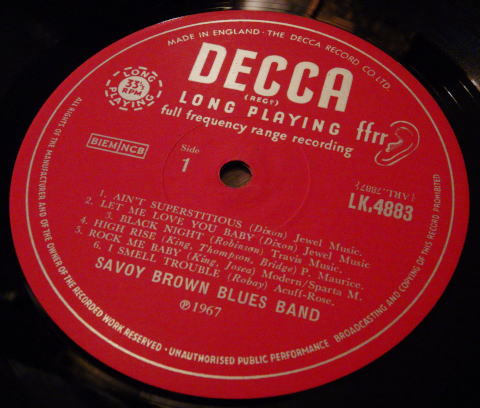 MADE IN ENGLAND · THE DECCA RECORD CO LTD.
DECCA
(REGD)
LONG PLAYING
full frequency range recording
ffrr
LONG PLAYING
33⅓
RPM
BIEM NCB
Side
1
(ARL.7887)
LK.4883
1. AIN'T SUPERSTITIOUS (Dixon) Jewel Music.
2. LET ME LOVE YOU BABY (Dixon) Jewel Music
3. BLACK NIGHT (Robinson) Travis Music.
4. HIGH RISE (King, Thompson, Bridge) P. Maurice.
5. ROCK ME BABY (King, Josea) Modern/Sparta M.
6. I SMELL TROUBLE (Robay) Acuff-Rose.
SAVOY BROWN BLUES BAND
℗1967
ALL RIGHTS OF THE MANUFACTURER AND OF THE OWNER OF THE RECORDED WORK RESERVED · UNAUTHORISED PUBLIC PERFORMANCE BROADCASTING AND COPYING OF THIS RECORD PROHIBITED